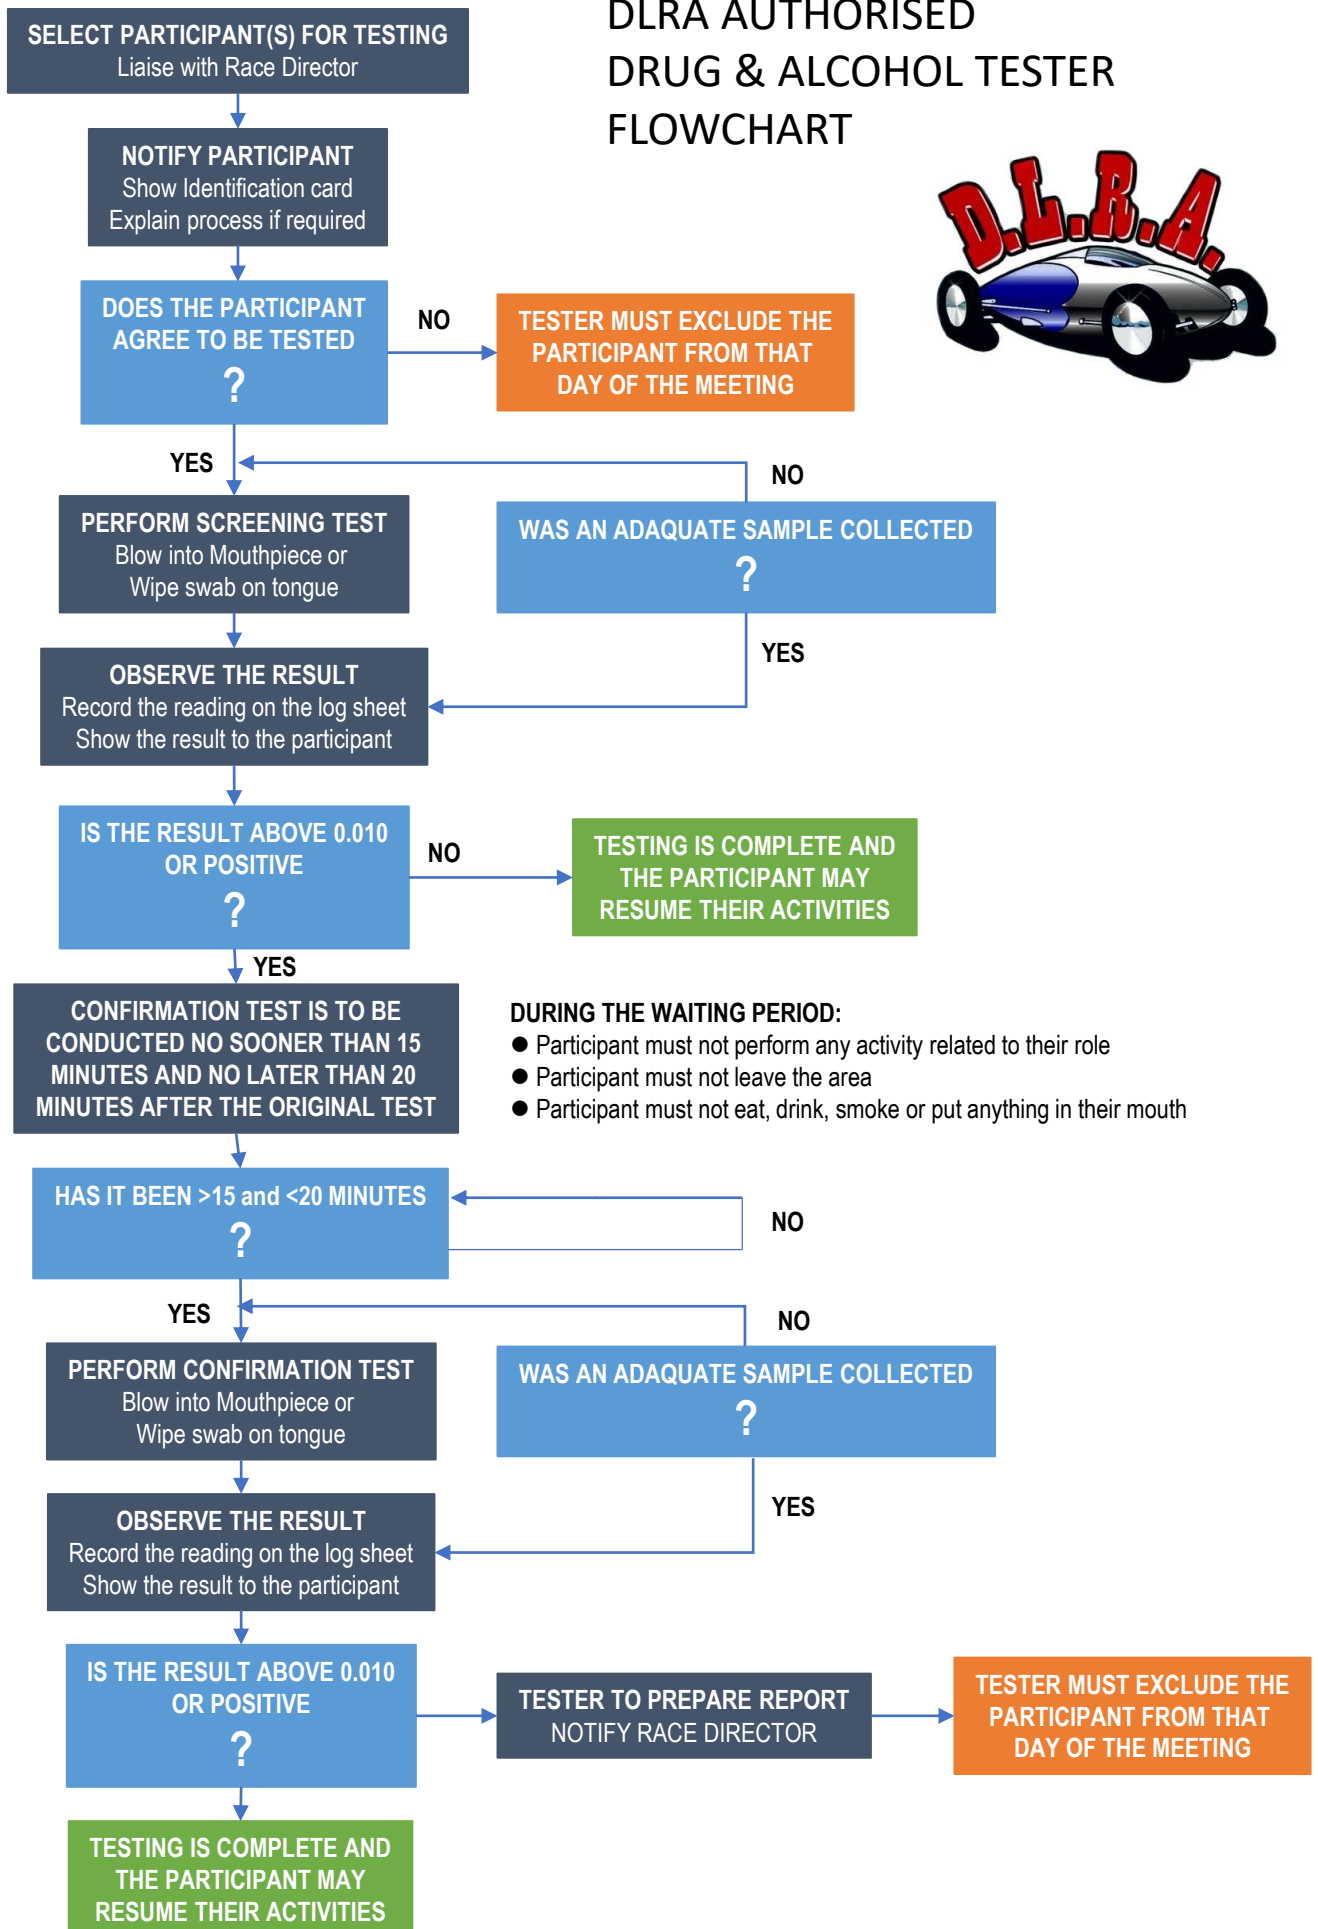 DLRA AUTHORISED
DRUG & ALCOHOL TESTER
FLOWCHART
D.L.R.A.
SELECT PARTICIPANT(S) FOR TESTING
Liaise with Race Director
NOTIFY PARTICIPANT
Show Identification card
Explain process if required
DOES THE PARTICIPANT
AGREE TO BE TESTED
?
NO
TESTER MUST EXCLUDE THE
PARTICIPANT FROM THAT
DAY OF THE MEETING
YES
PERFORM SCREENING TEST
Blow into Mouthpiece or
Wipe swab on tongue
NO
WAS AN ADAQUATE SAMPLE COLLECTED
?
YES
OBSERVE THE RESULT
Record the reading on the log sheet
Show the result to the participant
IS THE RESULT ABOVE 0.010
OR POSITIVE
?
NO
TESTING IS COMPLETE AND
THE PARTICIPANT MAY
RESUME THEIR ACTIVITIES
YES
CONFIRMATION TEST IS TO BE
CONDUCTED NO SOONER THAN 15
MINUTES AND NO LATER THAN 20
MINUTES AFTER THE ORIGINAL TEST
DURING THE WAITING PERIOD:
● Participant must not perform any activity related to their role
● Participant must not leave the area
● Participant must not eat, drink, smoke or put anything in their mouth
HAS IT BEEN >15 and <20 MINUTES
?
NO
YES
PERFORM CONFIRMATION TEST
Blow into Mouthpiece or
Wipe swab on tongue
NO
WAS AN ADAQUATE SAMPLE COLLECTED
?
YES
OBSERVE THE RESULT
Record the reading on the log sheet
Show the result to the participant
IS THE RESULT ABOVE 0.010
OR POSITIVE
?
TESTER TO PREPARE REPORT
NOTIFY RACE DIRECTOR
TESTER MUST EXCLUDE THE
PARTICIPANT FROM THAT
DAY OF THE MEETING
TESTING IS COMPLETE AND
THE PARTICIPANT MAY
RESUME THEIR ACTIVITIES